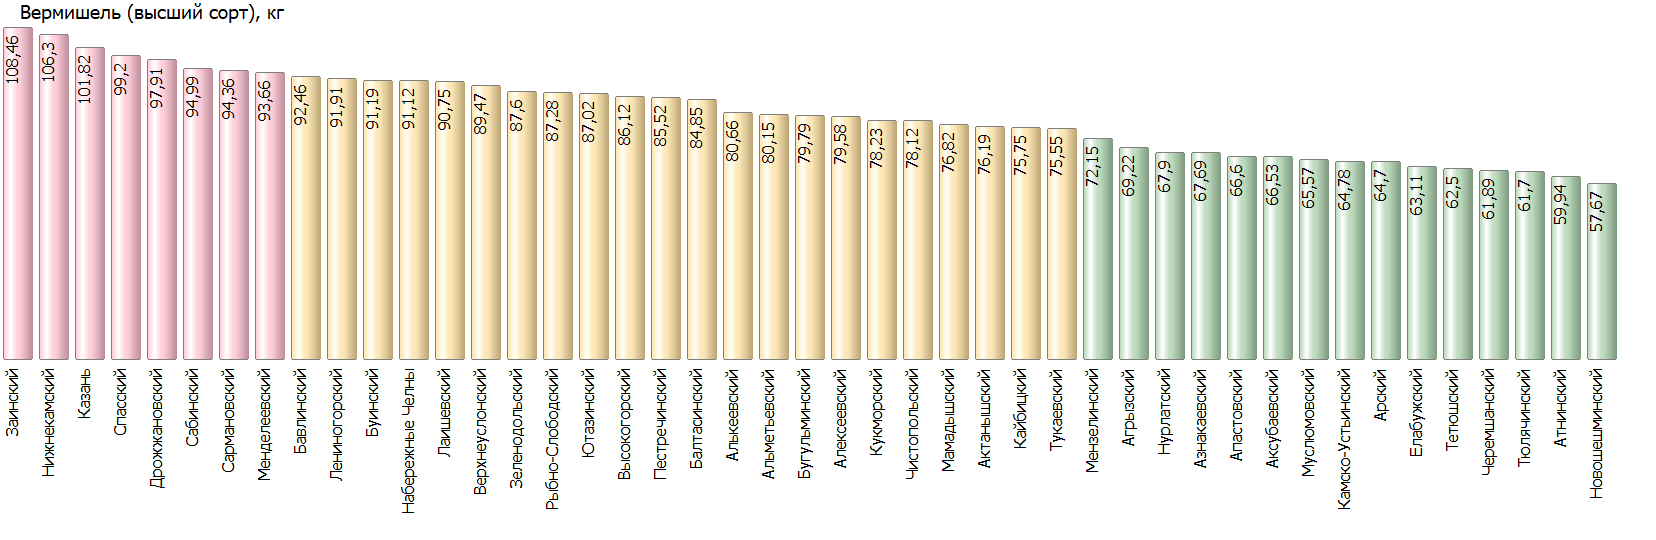 Вермишель (высший сорт), кг
108,46
106,3
101,82
99,2
97,91
94,99
94,36
93,66
92,46
91,91
91,19
91,12
90,75
89,47
87,6
87,28
87,02
86,12
85,52
84,85
80,66
80,15
79,79
79,58
78,23
78,12
76,82
76,19
75,75
75,55
72,15
69,22
67,9
67,69
66,6
66,53
65,57
64,78
64,7
63,11
62,5
61,89
61,7
59,94
57,67
Заинский
Нижнекамский
Казань
Спасский
Дрожжановский
Сабинский
Сармановский
Менделеевский
Бавлинский
Лениногорский
Буинский
Набережные Челны
Лаишевский
Верхнеуслонский
Зеленодольский
Рыбно-Слободский
Ютазинский
Высокогорский
Пестречинский
Балтасинский
Алькеевский
Альметьевский
Бугульминский
Алексеевский
Кукморский
Чистопольский
Мамадышский
Актанышский
Кайбицкий
Тукаевский
Мензелинский
Агрызский
Нурлатский
Азнакаевский
Апастовский
Аксубаевский
Муслюмовский
Камско-Устьинский
Арский
Елабужский
Тетюшский
Черемшанский
Тюлячинский
Атнинский
Новошешминский